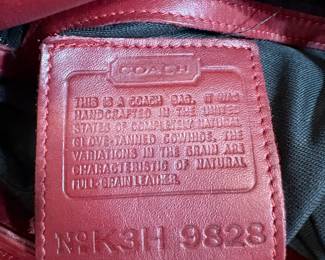 COACH
THIS IS A COACH BAG. IT WAS
HANDCRAFTED IN THE UNITED
STATES OF COMPLETELY NATURAL
GLOVE-TANNED COWHIDE. THE
VARIATIONS IN THE GRAIN ARE
CHARACTERISTIC OF NATURAL
FULL-GRAIN LEATHER.
No K3H 9828